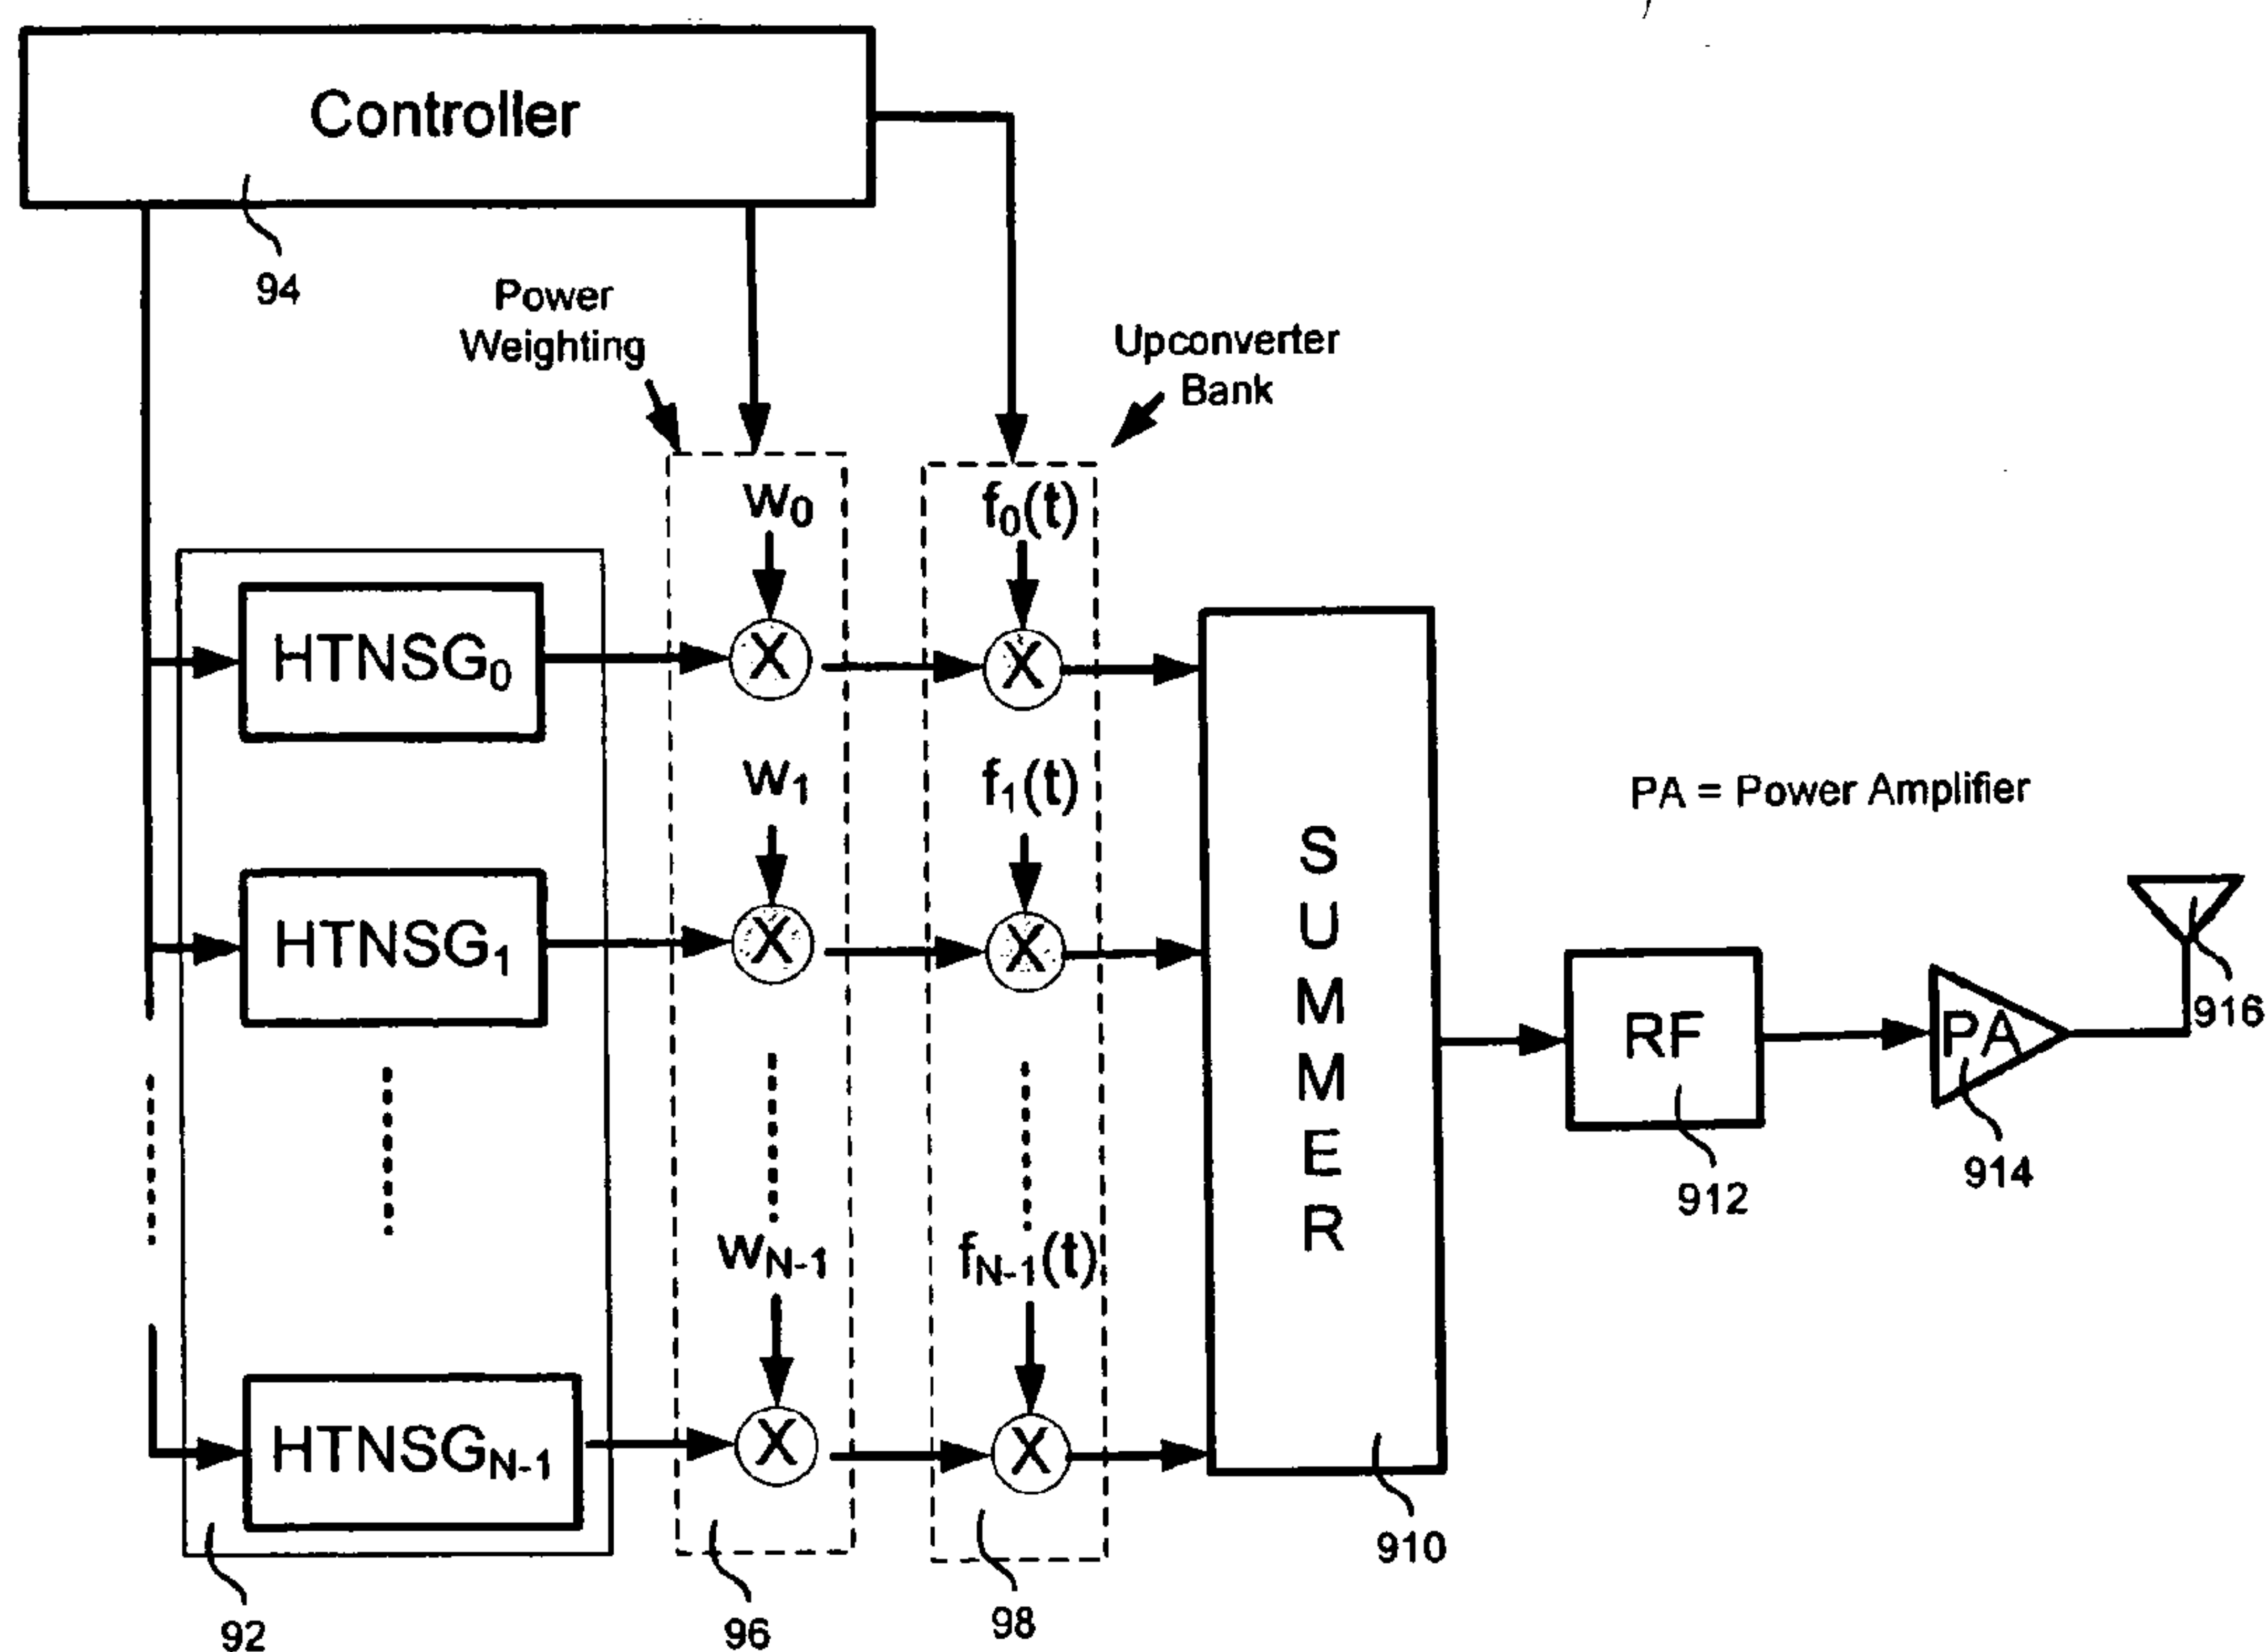 Controller
94
Power
Weighting
Upconverter
Bank
w0
f0(t)
HTNSG0
X
X
w1
f1(t)
PA = Power Amplifier
HTNSG1
X
X
SUMMER
RF
PA
916
912
914
wN-1
fN-1(t)
HTNSGN-1
X
X
910
92
96
98